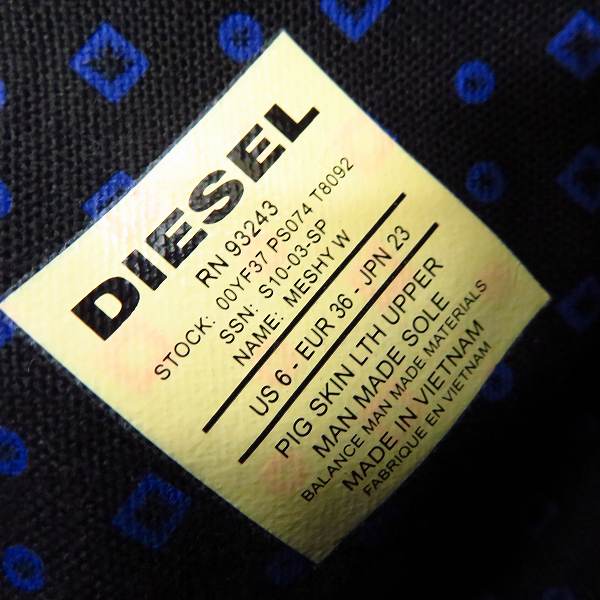 DIESEL
RN 93243
STOCK: 00YF37 PS074 T8092
SSN: S10-03-SP
NAME: MESHY W
US 6 - EUR 36 - JPN 23
PIG SKIN LTH UPPER
MAN MADE SOLE
BALANCE MAN MADE MATERIALS
MADE IN VIETNAM
FABRIQUE EN VIETNAM